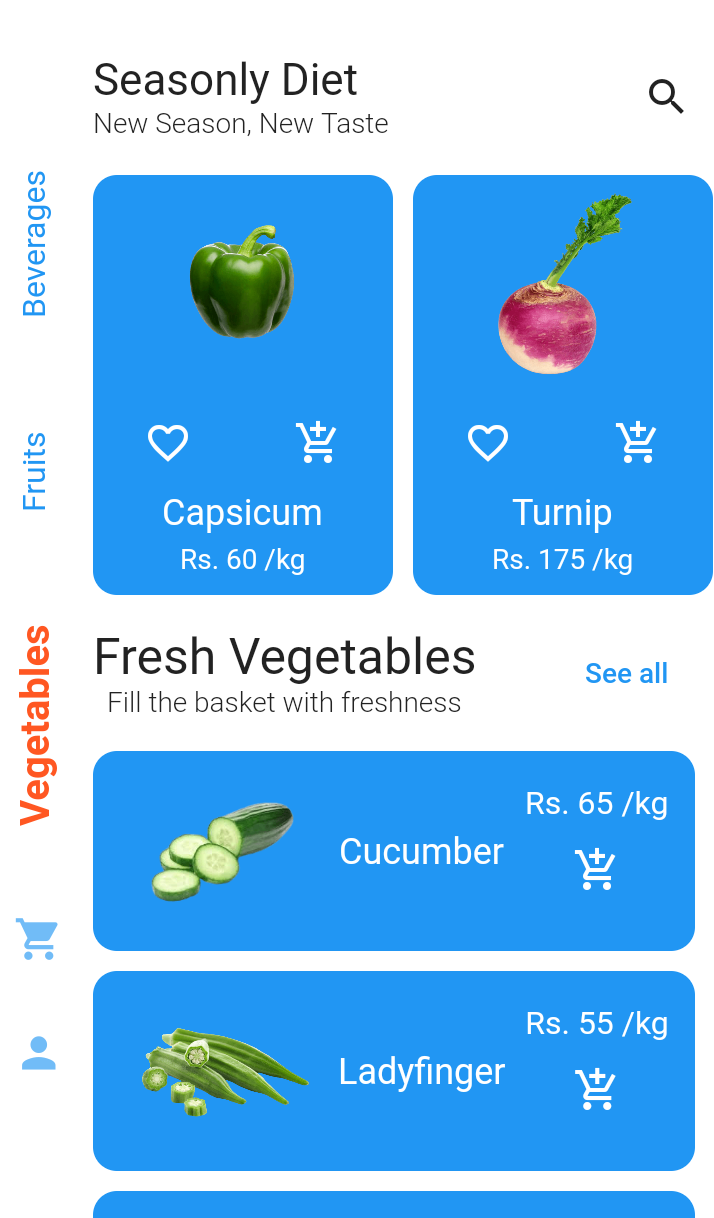 Seasonly Diet
New Season, New Taste
Beverages
Fruits
Vegetables
Capsicum
Rs. 60 /kg
Turnip
Rs. 175 /kg
Fresh Vegetables
See all
Fill the basket with freshness
Cucumber
Rs. 65 /kg
Ladyfinger
Rs. 55 /kg